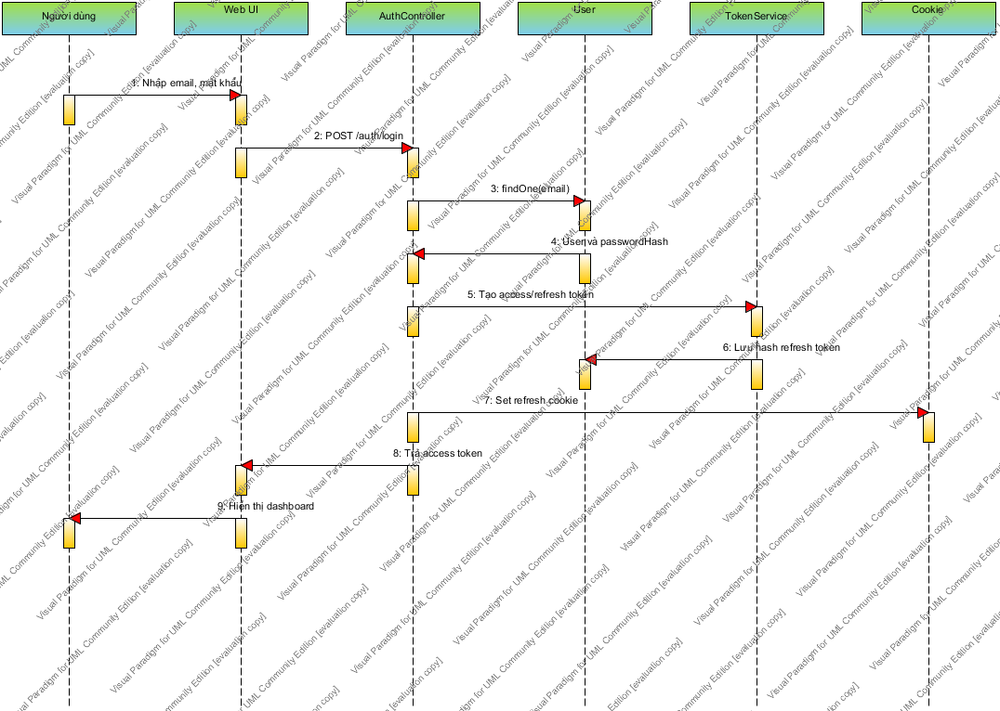 Người dùng
Web UI
AuthController
User
TokenService
Cookie
1: Nhập email, mật khẩu
2: POST /auth/login
3: findOne(email)
4: User và passwordHash
5: Tạo access/refresh token
6: Lưu hash refresh token
7: Set refresh cookie
8: Trả access token
9: Hiển thị dashboard
Visual Paradigm for UML Community Edition [evaluation copy]